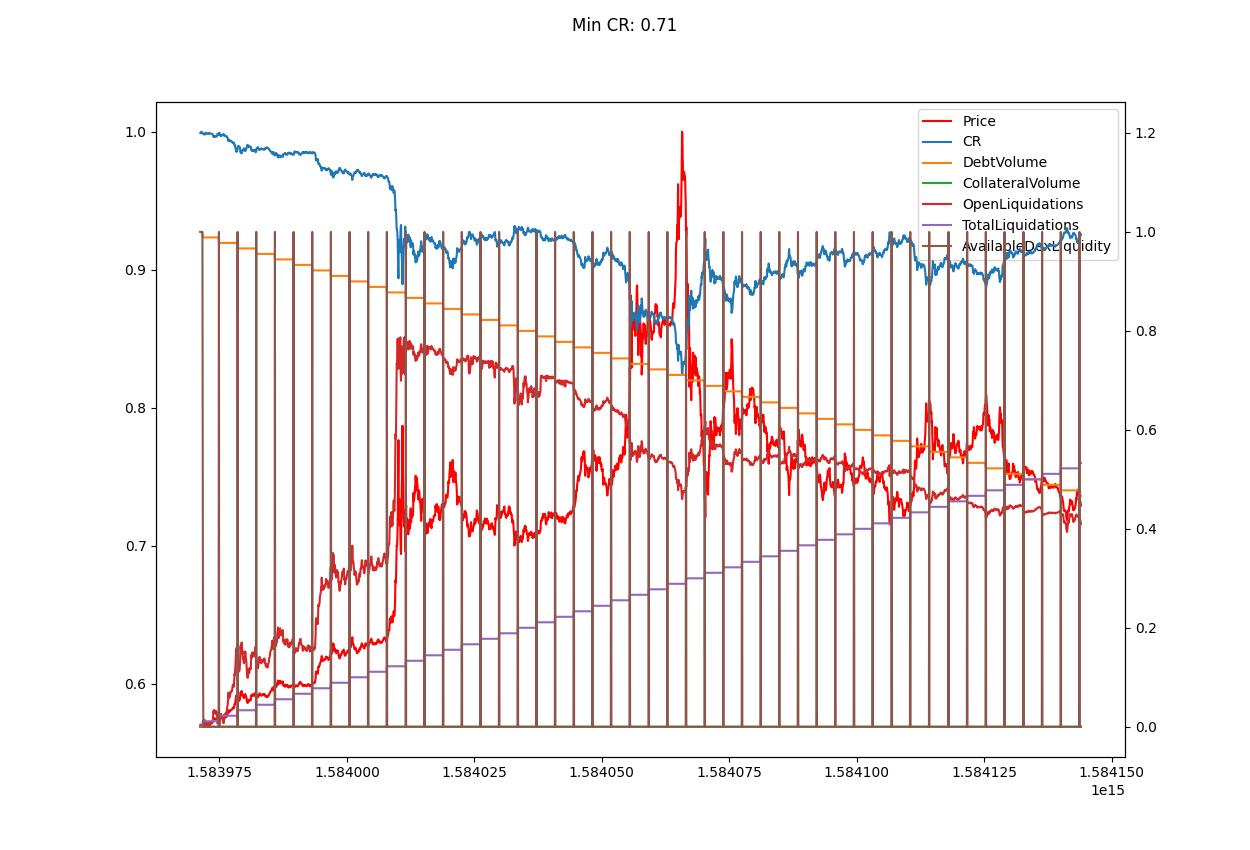 Min CR: 0.71
1.0
0.9
0.8
0.7
0.6
1.2
1.0
0.8
0.6
0.4
0.2
0.0
Price
CR
DebtVolume
CollateralVolume
OpenLiquidations
TotalLiquidations
AvailableDexLiquidity
1.583975
1.584000
1.584025
1.584050
1.584075
1.584100
1.584125
1.584150
1e15